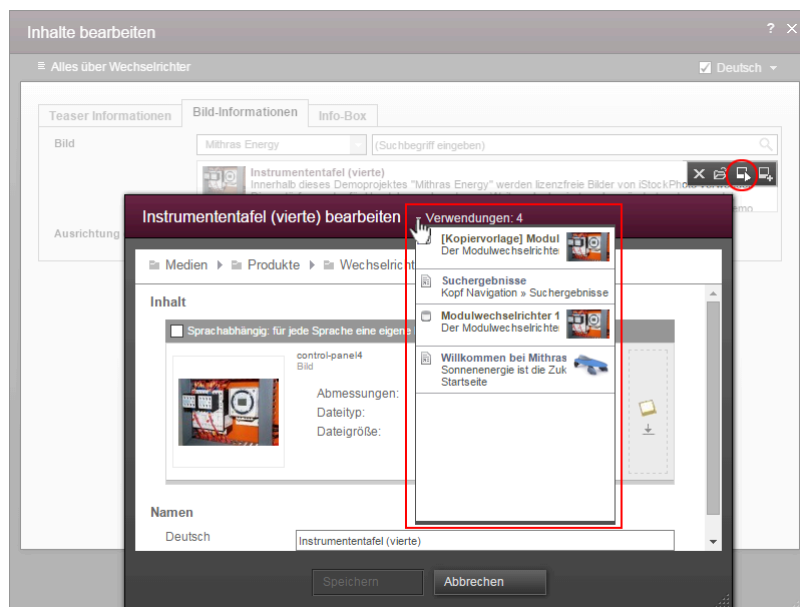 Inhalte bearbeiten
Alles über Wechselrichter
Deutsch
Teaser Informationen Bild-Informationen Info-Box
Bild
Mithras Energy
(Suchbegriff eingeben)
Instrumententafel (vierte)
Innerhalb dieses Demoprojektes "Mithras Energy" werden lizenzfreie Bilder von iStockPhoto
Ausrichtung
Instrumententafel (vierte) bearbeiten
Verwendungen: 4
[Kopiervorlage] Modul
Der Modulwechselrichte
Suchergebnisse
Kopf Navigation » Suchergebnisse
Modulwechselrichter 1
Der Modulwechselrichte
Willkommen bei Mithras
Sonnenenergie ist die Zuk
Startseite
Medien Produkte Wechselricht
Inhalt
Sprachabhängig: für jede Sprache eine eigene
control-panel4
Bild
Abmessungen:
Dateityp:
Dateigröße:
Namen
Deutsch
Instrumententafel (vierte)
Speichern
Abbrechen